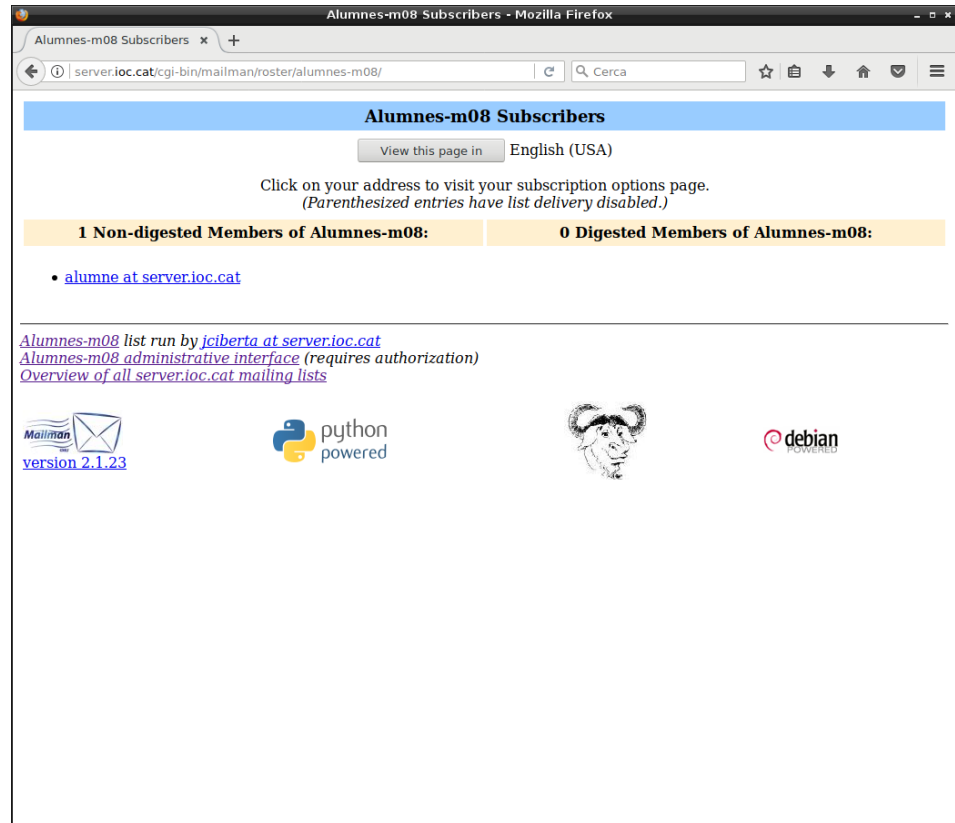 Alumnes-m08 Subscribers - Mozilla Firefox
Alumnes-m08 Subscribers
server.ioc.cat/cgi-bin/mailman/roster/alumnes-m08/
Cerca
Alumnes-m08 Subscribers
View this page in English (USA)
Click on your address to visit your subscription options page.
(Parenthesized entries have list delivery disabled.)
1 Non-digested Members of Alumnes-m08: 0 Digested Members of Alumnes-m08:
alumne at server.ioc.cat
Alumnes-m08 list run by jciberta at server.ioc.cat
Alumnes-m08 administrative interface (requires authorization)
Overview of all server.ioc.cat mailing lists
Mailman
version 2.1.23
python
powered
debian
POWERED